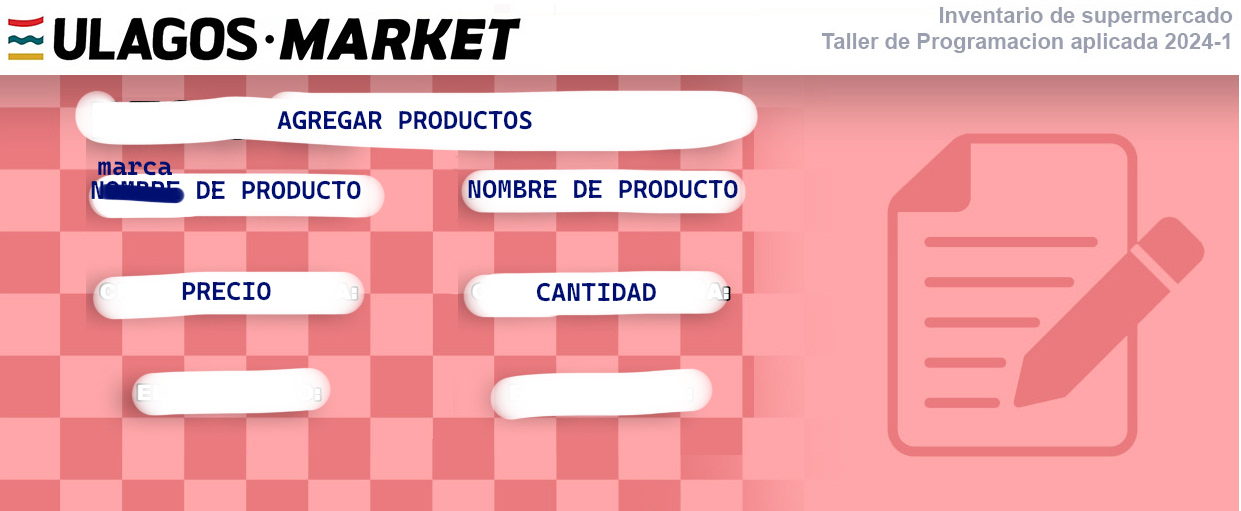 ULAGOS·MARKET
Inventario de supermercado
Taller de Programacion aplicada 2024-1
AGREGAR PRODUCTOS
marca
NOMBRE DE PRODUCTO
NOMBRE DE PRODUCTO
PRECIO
CANTIDAD